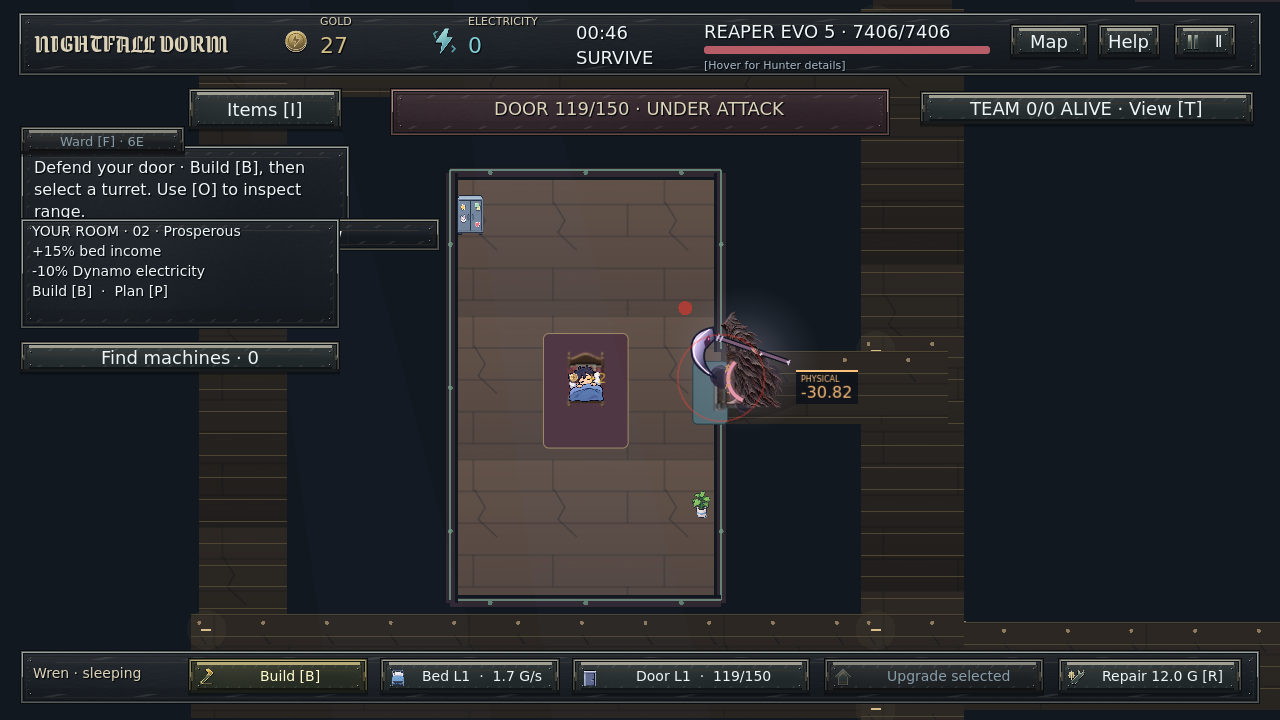 NIGHTFALL DORM
GOLD
27
ELECTRICITY
0
00:46
SURVIVE
REAPER EVO 5 · 7406/7406
[Hover for Hunter details]
Map
Help
II
Items [I]
DOOR 119/150 · UNDER ATTACK
TEAM 0/0 ALIVE · View [T]
Ward [F] · 6E
Defend your door · Build [B], then
select a turret. Use [O] to inspect
range.
YOUR ROOM · 02 · Prosperous
+15% bed income
-10% Dynamo electricity
Build [B] · Plan [P]
Find machines · 0
2
PHYSICAL
-30.82
Wren · sleeping
Build [B]
Bed L1 · 1.7 G/s
Door L1 · 119/150
Upgrade selected
Repair 12.0 G [R]